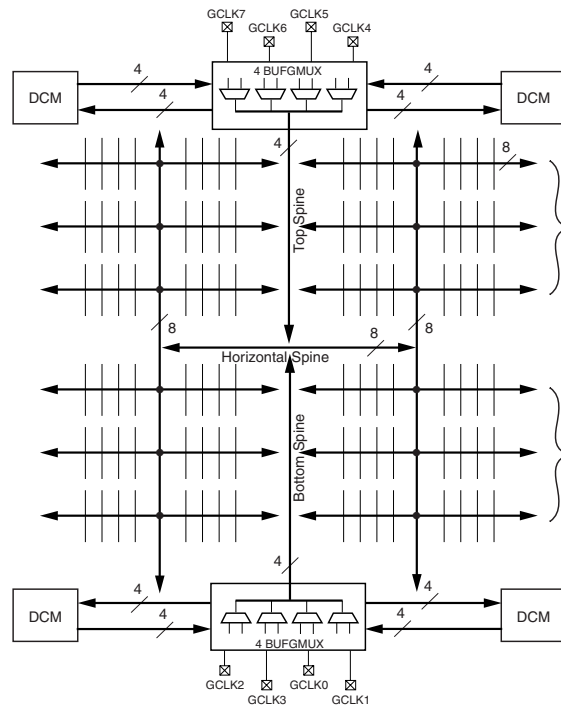 GCLK7 GCLK5
GCLK6 GCLK4
4 BUFGMUX
DCM 4 4 DCM
4 4
4
8
Top Spine
8 8 8
Horizontal Spine
Bottom Spine
4
DCM 4 4 DCM
4 4
4 BUFGMUX
GCLK2 GCLK0
GCLK3 GCLK1